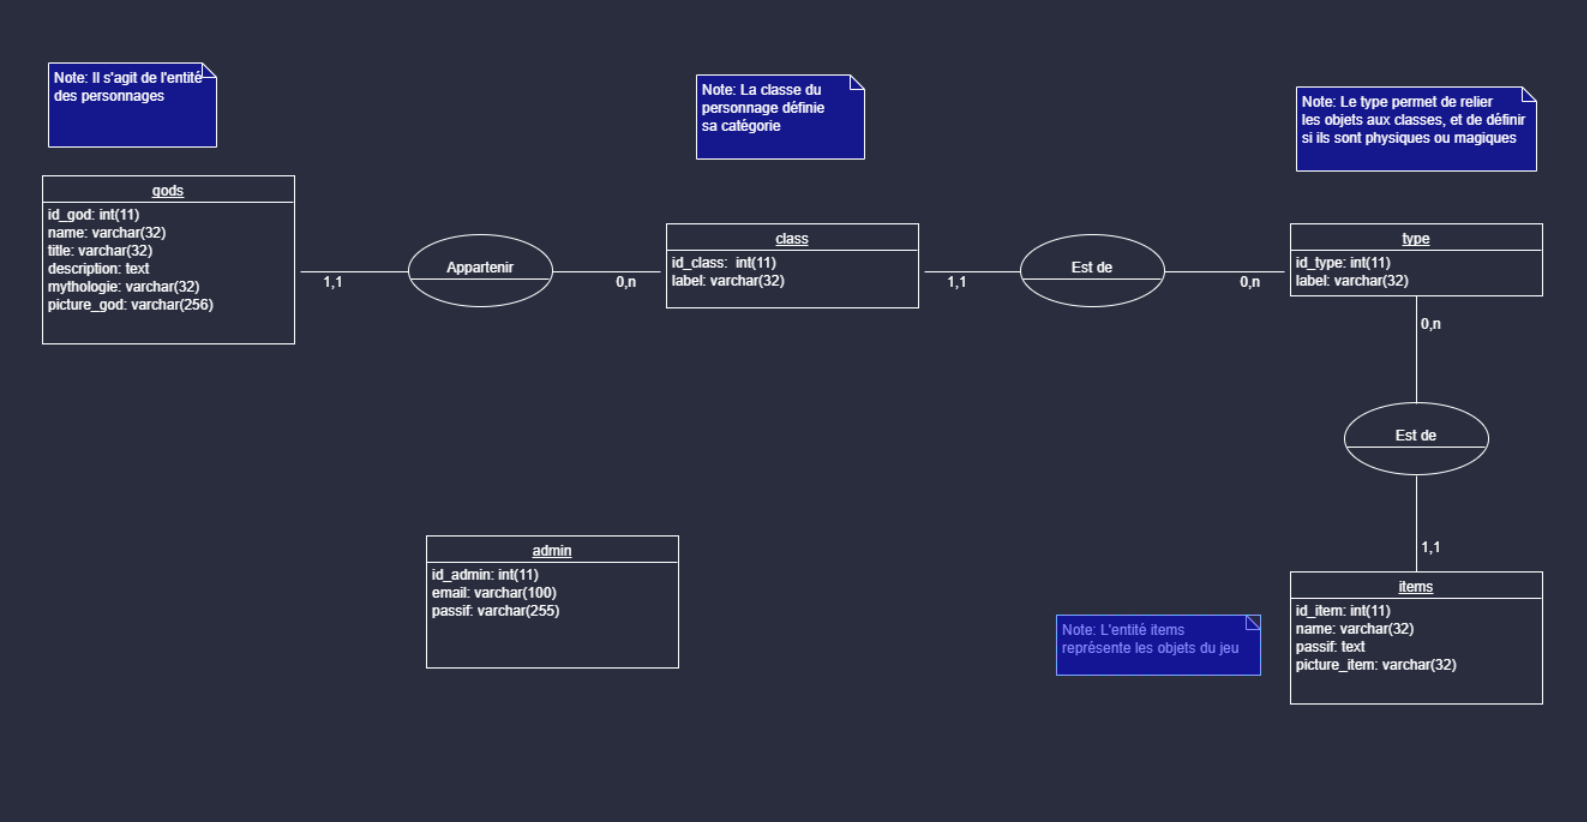 Note: Il s'agit de l'entité
des personnages
Note: La classe du
personnage définie
sa catégorie
Note: Le type permet de relier
les objets aux classes, et de définir
si ils sont physiques ou magiques
gods
id_god: int(11)
name: varchar(32)
title: varchar(32)
description: text
mythologie: varchar(32)
picture_god: varchar(256)
1,1
Appartenir
0,n
class
id_class:  int(11)
label: varchar(32)
1,1
Est de
0,n
type
id_type: int(11)
label: varchar(32)
0,n
Est de
1,1
admin
id_admin: int(11)
email: varchar(100)
passif: varchar(255)
Note: L'entité items
représente les objets du jeu
items
id_item: int(11)
name: varchar(32)
passif: text
picture_item: varchar(32)